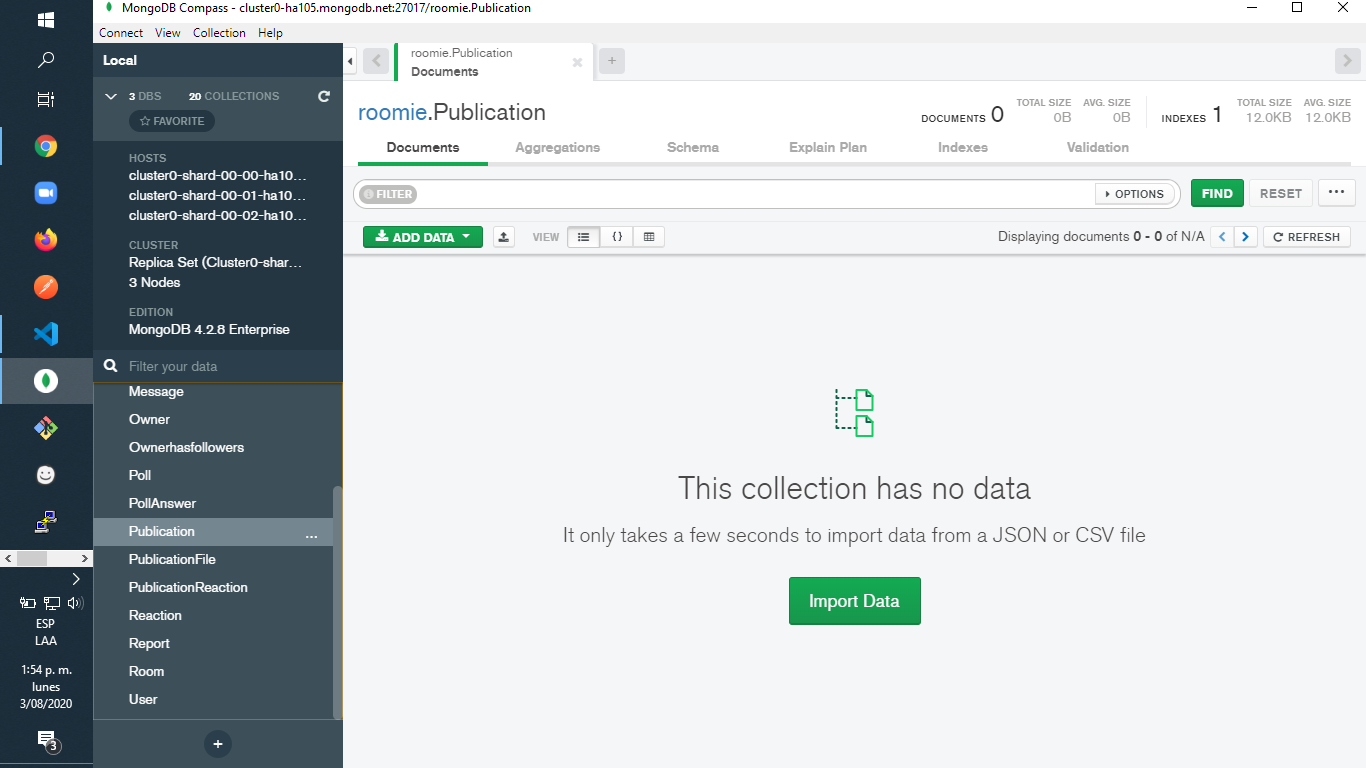 MongoDB Compass - cluster0-ha105.mongodb.net:27017/roomie.Publication
Connect View Collection Help
Local
3 DBS 20 COLLECTIONS
FAVORITE
HOSTS
cluster0-shard-00-00-ha10...
cluster0-shard-00-01-ha10...
cluster0-shard-00-02-ha10...
CLUSTER
Replica Set (Cluster0-shar...
3 Nodes
EDITION
MongoDB 4.2.8 Enterprise
Filter your data
Message
Owner
Ownerhasfollowers
Poll
PollAnswer
Publication ...
PublicationFile
PublicationReaction
Reaction
Report
Room
User
+
roomie.Publication
Documents
+
roomie.Publication
DOCUMENTS 0
TOTAL SIZE
0B
AVG. SIZE
0B
INDEXES 1
TOTAL SIZE
12.0KB
AVG. SIZE
12.0KB
Documents Aggregations Schema Explain Plan Indexes Validation
FILTER
OPTIONS
FIND
RESET
...
ADD DATA
VIEW
{}
Displaying documents 0 - 0 of N/A
REFRESH
This collection has no data
It only takes a few seconds to import data from a JSON or CSV file
Import Data
ESP
LAA
1:54 p. m.
lunes
3/08/2020
3